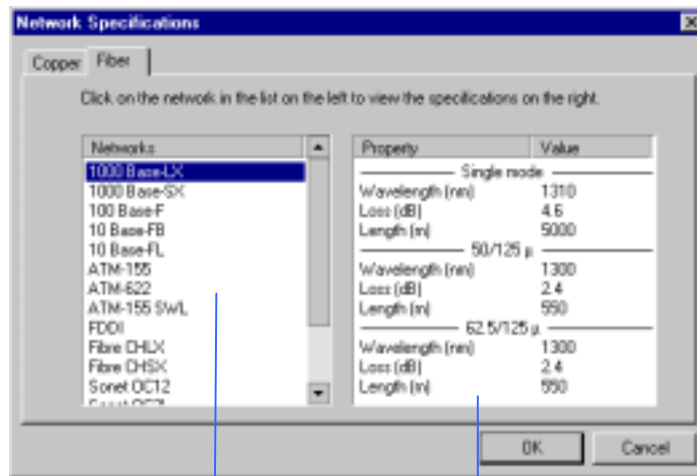 Network Specifications
Copper Fiber
Click on the network in the list on the left to view the specifications on the right.
Networks
1000 Base-LX
1000 Base-SX
100 Base-F
10 Base-FB
10 Base-FL
ATM-155
ATM-622
ATM-155 SWL
FDDI
Fibre CHLX
Fibre CHSX
Sonet OC12
Property Value
Single mode
Wavelength (nm) 1310
Loss (dB) 4.6
Length (m) 5000
50/125 µ
Wavelength (nm) 1300
Loss (dB) 2.4
Length (m) 550
62.5/125 µ
Wavelength (nm) 1300
Loss (dB) 2.4
Length (m) 550
OK Cancel